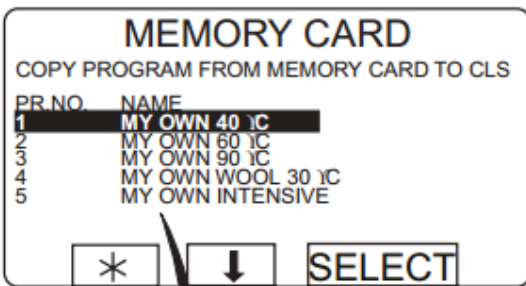 MEMORY CARD
COPY PROGRAM FROM MEMORY CARD TO CLS
PR.NO. NAME
1 MY OWN 40 ℃
2 MY OWN 60 ℃
3 MY OWN 90 ℃
4 MY OWN WOOL 30 ℃
5 MY OWN INTENSIVE
* ↓ SELECT